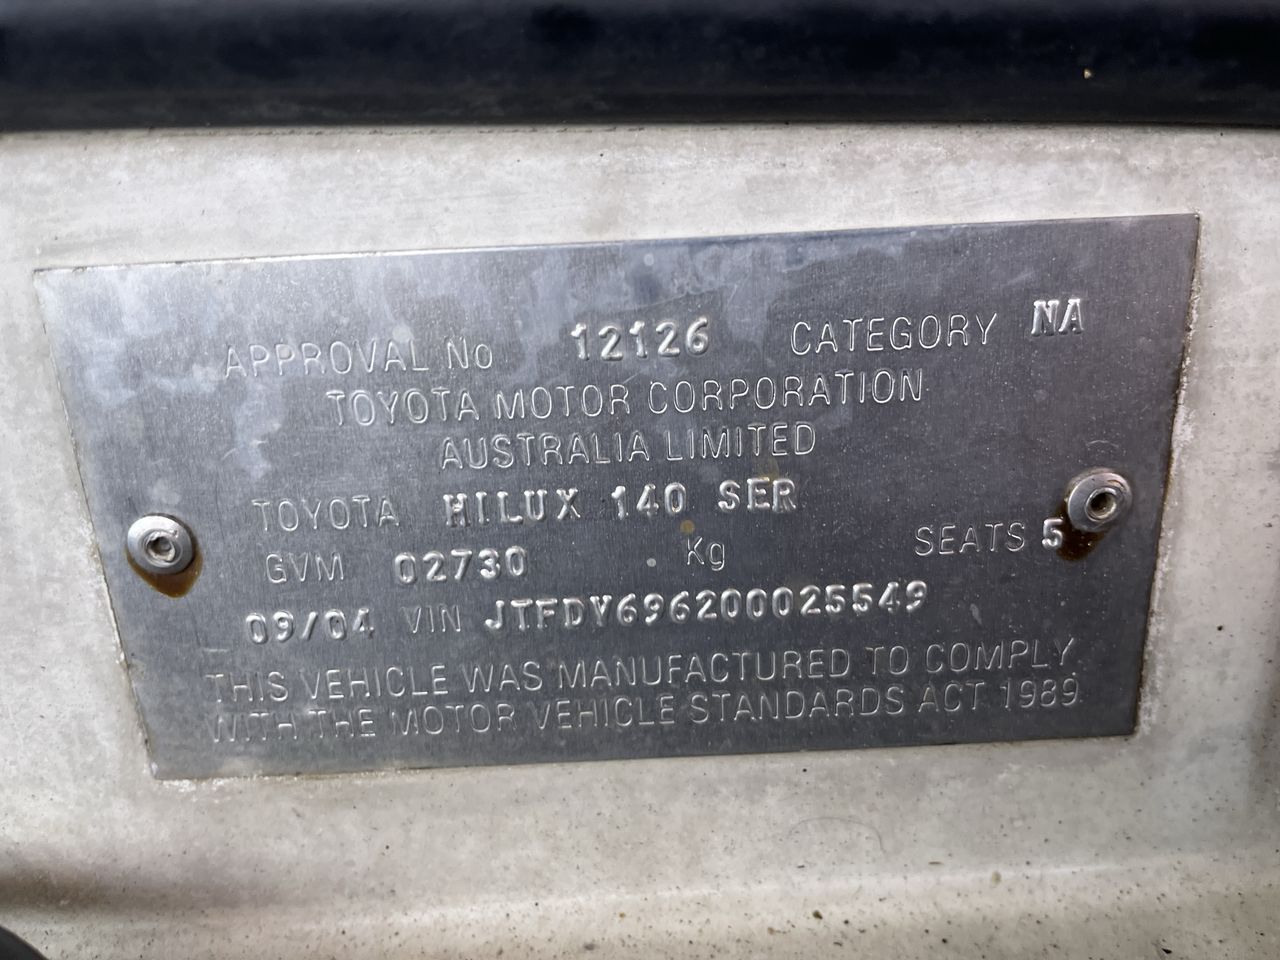 APPROVAL No 12126 CATEGORY NA
TOYOTA MOTOR CORPORATION
AUSTRALIA LIMITED
TOYOTA HILUX 140 SER
GVM 02730 Kg SEATS 5
09/04 VIN JTFDV696200025549
THIS VEHICLE WAS MANUFACTURED TO COMPLY
WITH THE MOTOR VEHICLE STANDARDS ACT 1989